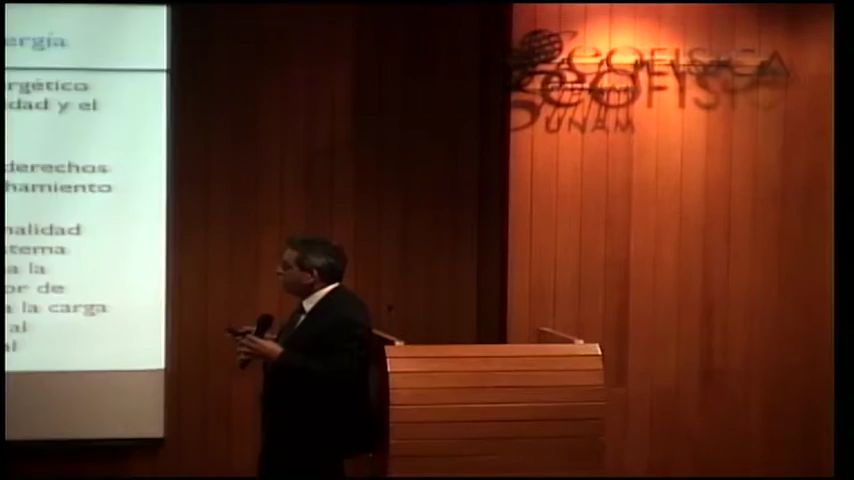 ergía
rgético
dad y el
derechos
hamiento
nalidad
stema
a la
or de
a la carga
al
al
GEOFISICA
UNAM